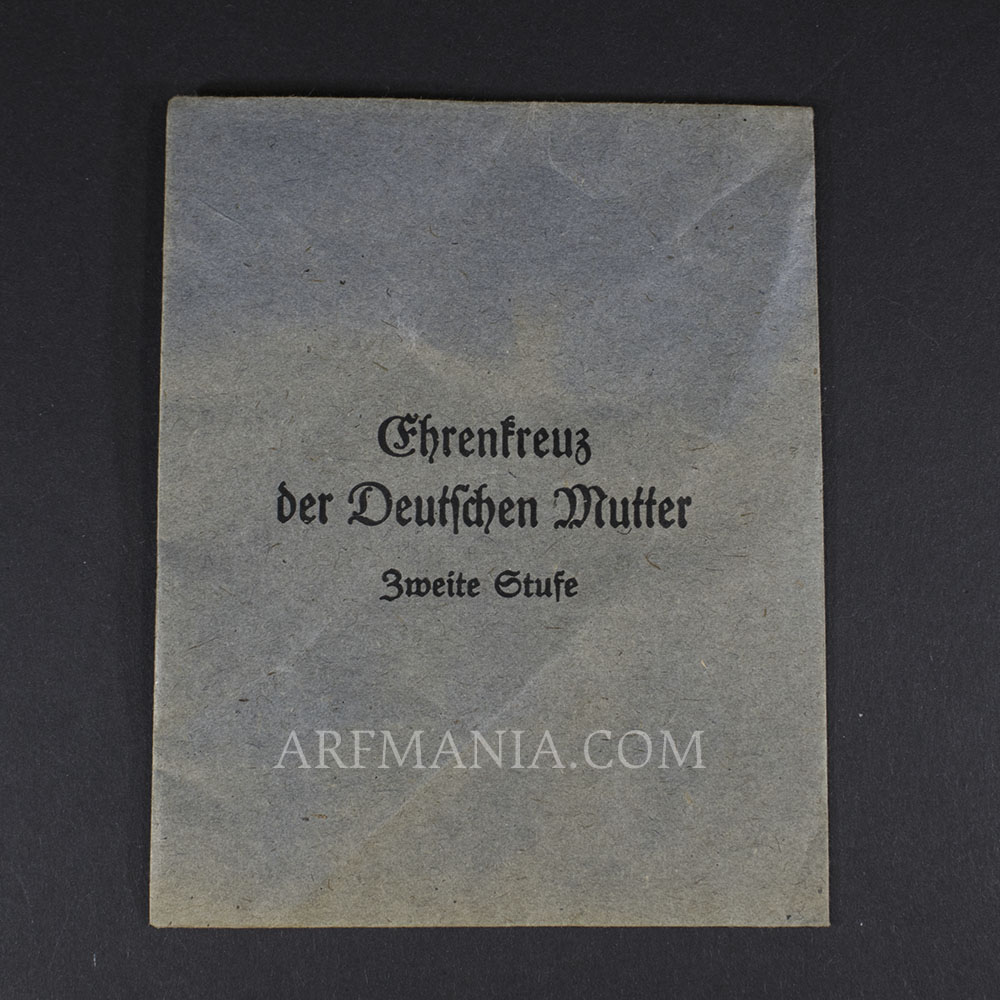 Ehrenkreuz
der Deutschen Mutter
Zweite Stufe
ARFMANIA.COM